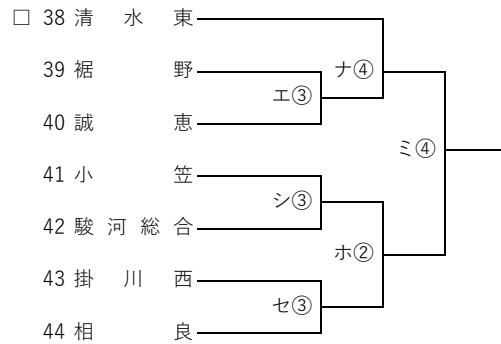 □ 38 清水東
ナ④
39 裾野
エ③
40 誠恵
ミ④
41 小笠
シ③
42 駿河総合
ホ②
43 掛川西
セ③
44 相良